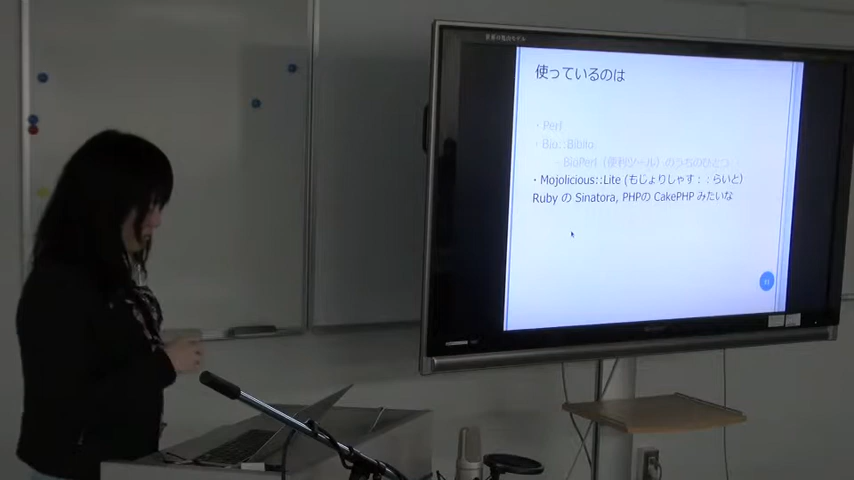 使っているのは
・Perl
・Bio::Biblio
- BioPerl（便利ツール）のうちのひとつ
・Mojolicious::Lite (もじょりしゃす：：らいと)
Ruby の Sinatora, PHPの CakePHP みたいな